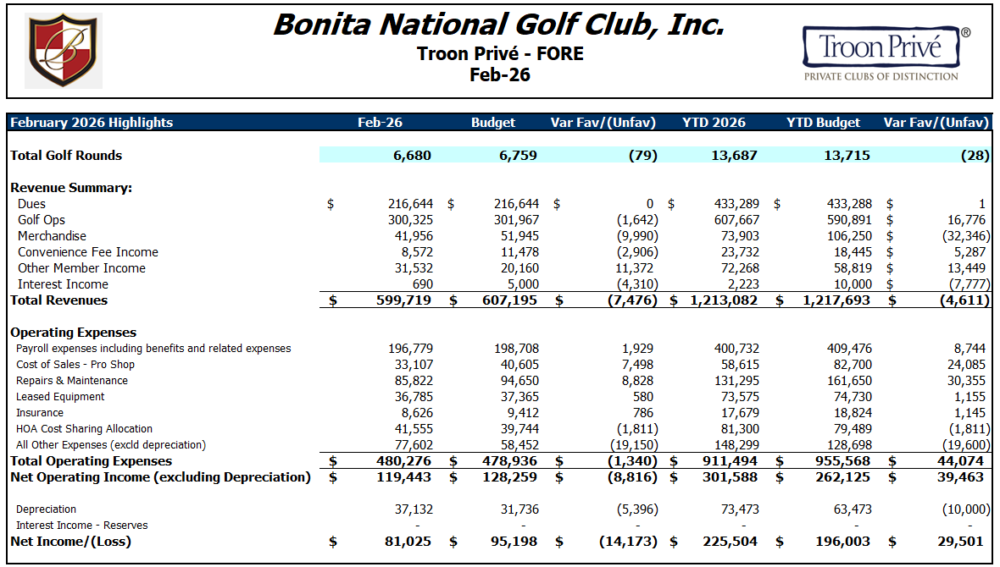 Bonita National Golf Club, Inc.
Troon Privé - FORE
Feb-26
B
Troon Privé ®
PRIVATE CLUBS OF DISTINCTION
February 2026 Highlights Feb-26 Budget Var Fav/(Unfav) YTD 2026 YTD Budget Var Fav/(Unfav)
Total Golf Rounds 6,680 6,759 (79) 13,687 13,715 (28)
Revenue Summary:
Dues $ 216,644 $ 216,644 $ 0 $ 433,289 $ 433,288 $ 1
Golf Ops 300,325 301,967 (1,642) 607,667 590,891 $ 16,776
Merchandise 41,956 51,945 (9,990) 73,903 106,250 $ (32,346)
Convenience Fee Income 8,572 11,478 (2,906) 23,732 18,445 $ 5,287
Other Member Income 31,532 20,160 11,372 72,268 58,819 $ 13,449
Interest Income 690 5,000 (4,310) 2,223 10,000 $ (7,777)
Total Revenues $ 599,719 $ 607,195 $ (7,476) $ 1,213,082 $ 1,217,693 $ (4,611)
Operating Expenses
Payroll expenses including benefits and related expenses 196,779 198,708 1,929 400,732 409,476 8,744
Cost of Sales - Pro Shop 33,107 40,605 7,498 58,615 82,700 24,085
Repairs & Maintenance 85,822 94,650 8,828 131,295 161,650 30,355
Leased Equipment 36,785 37,365 580 73,575 74,730 1,155
Insurance 8,626 9,412 786 17,679 18,824 1,145
HOA Cost Sharing Allocation 41,555 39,744 (1,811) 81,300 79,489 (1,811)
All Other Expenses (excld depreciation) 77,602 58,452 (19,150) 148,299 128,698 (19,600)
Total Operating Expenses $ 480,276 $ 478,936 $ (1,340) $ 911,494 $ 955,568 $ 44,074
Net Operating Income (excluding Depreciation) $ 119,443 $ 128,259 $ (8,816) $ 301,588 $ 262,125 $ 39,463
Depreciation 37,132 31,736 (5,396) 73,473 63,473 (10,000)
Interest Income - Reserves - - - - - -
Net Income/(Loss) $ 81,025 $ 95,198 $ (14,173) $ 225,504 $ 196,003 $ 29,501